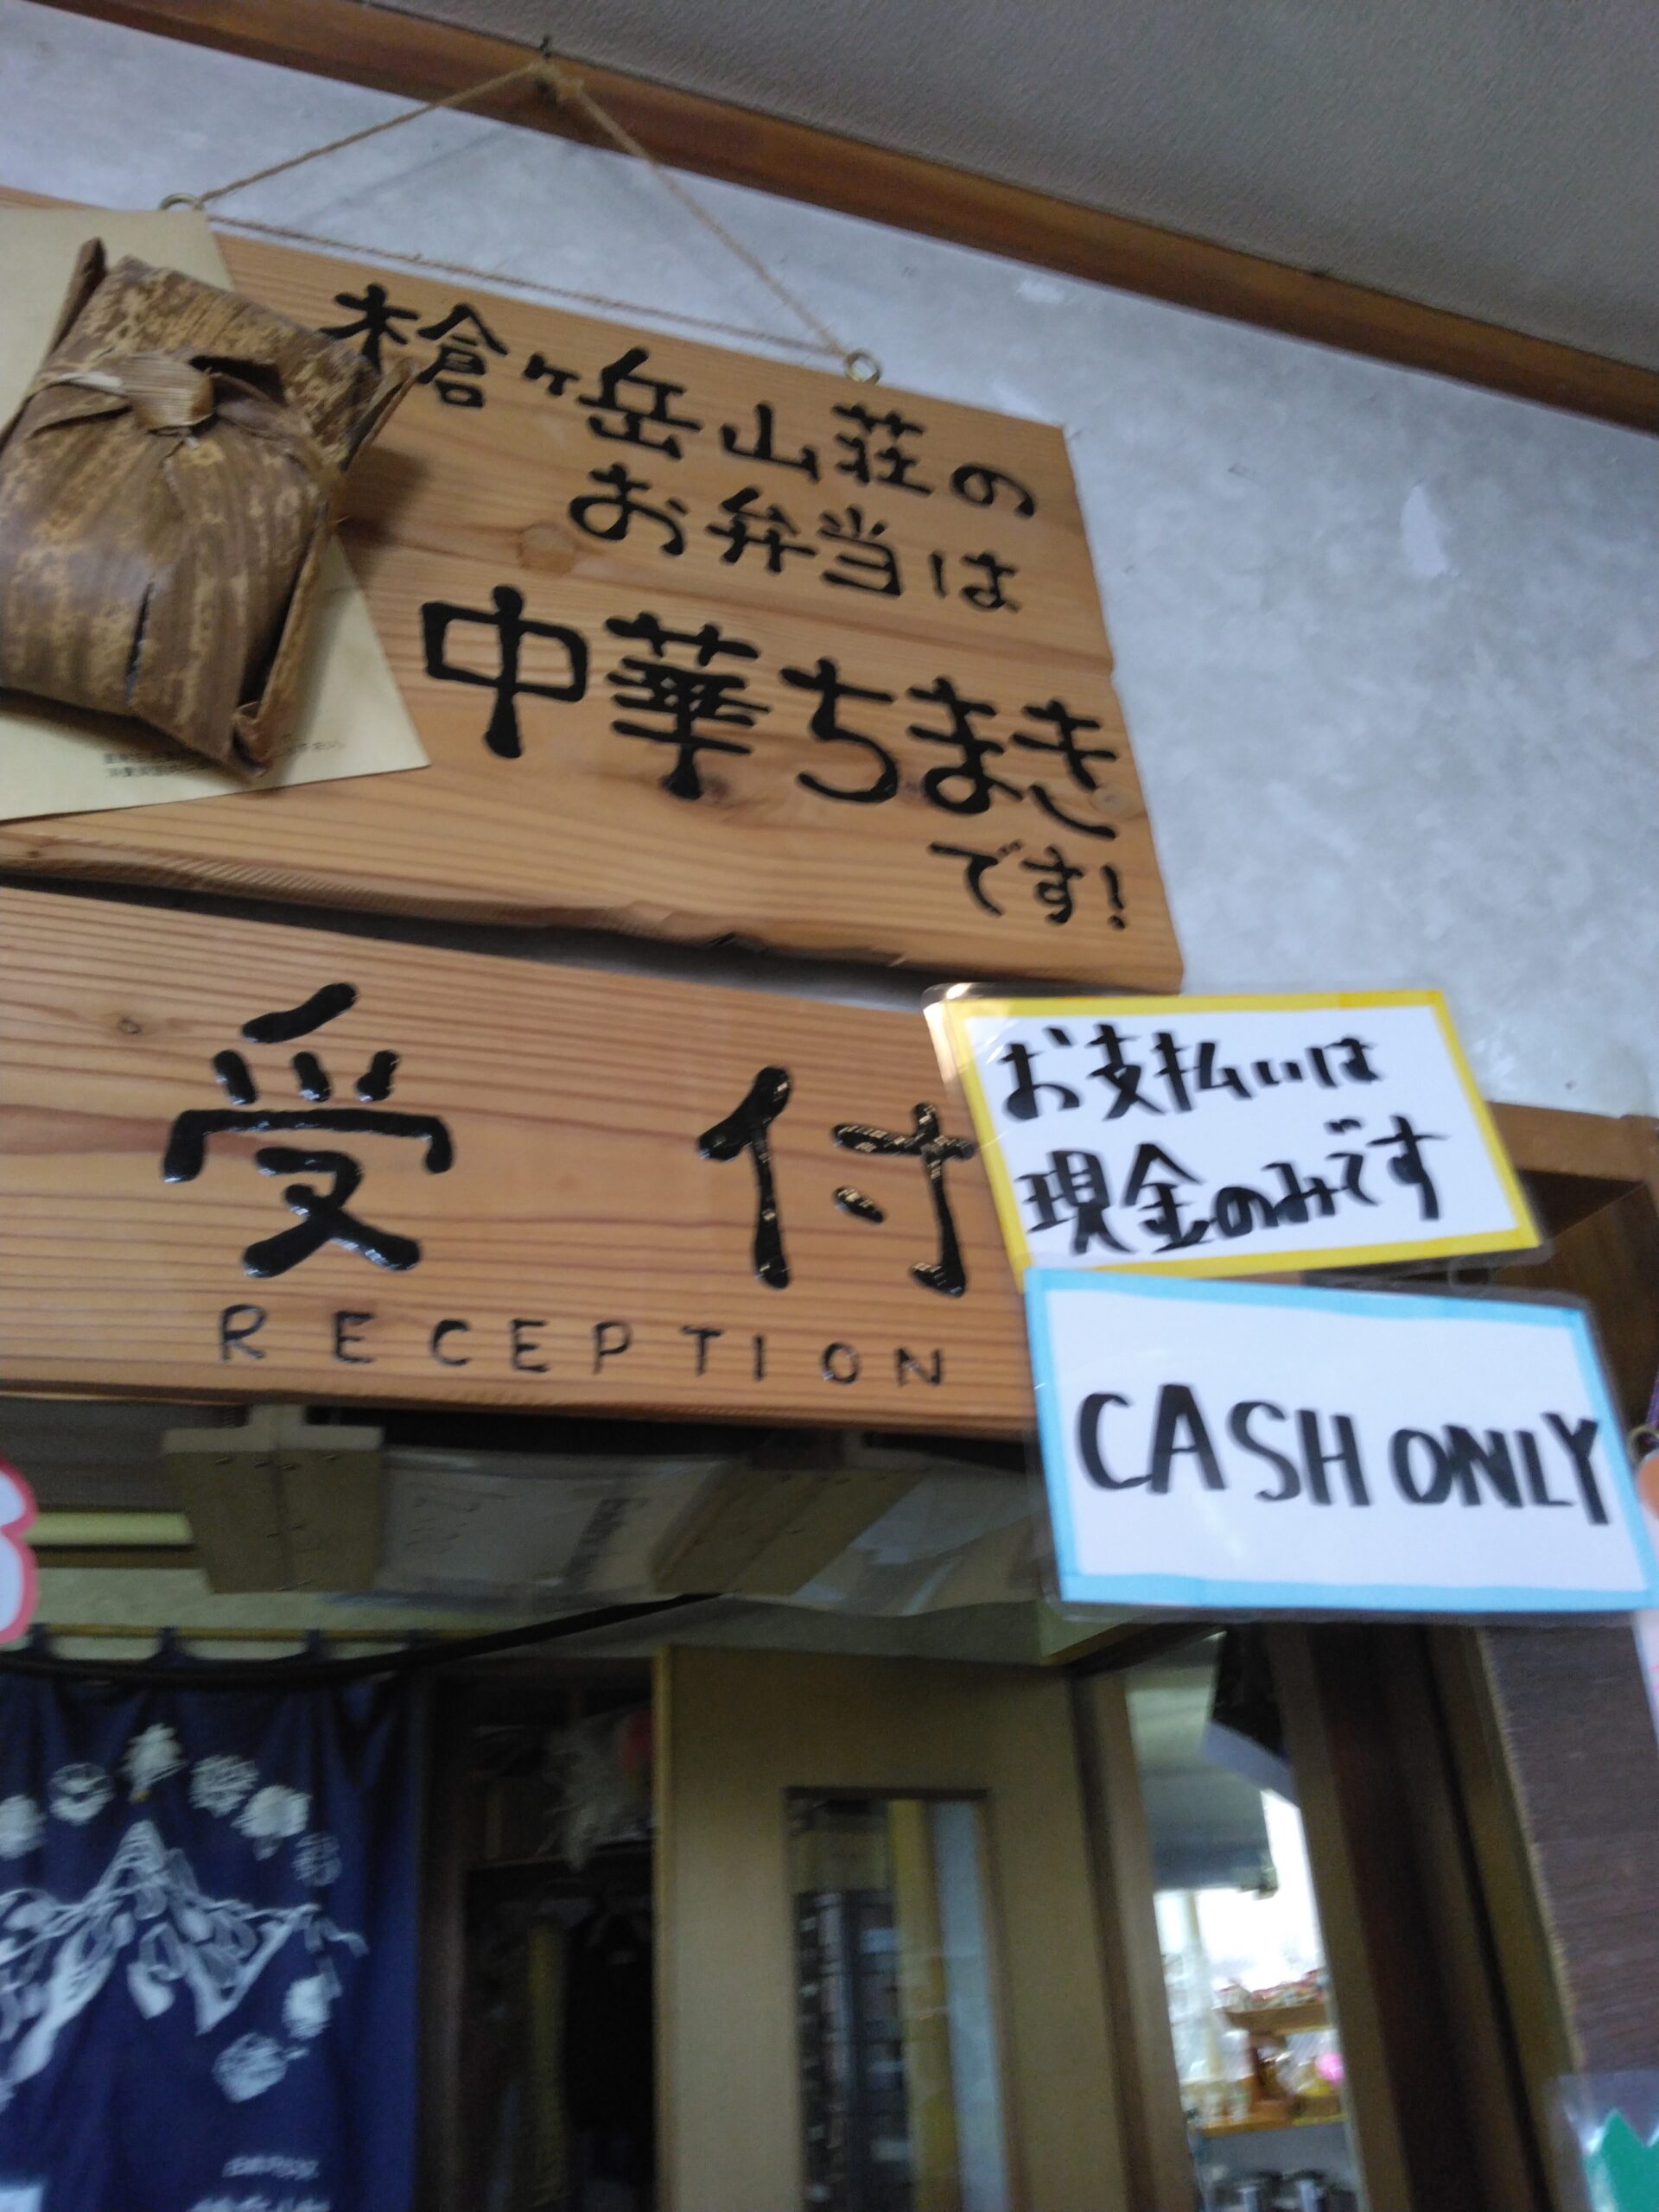 槍ヶ岳山荘の
お弁当は
中華ちまき
です!
受付
RECEPTION
お支払いは
現金のみです
CASH ONLY